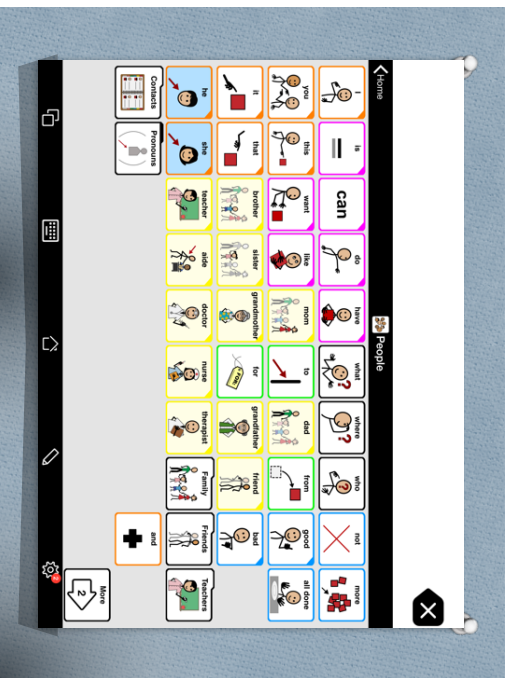 Home People
I is can do have what where who not more
you this want like mom to dad from good all done
it that brother sister grandmother for grandfather friend bad
FOR:
he she teacher aide doctor nurse therapist Family Friends Teachers
Contacts Pronouns and
More
2